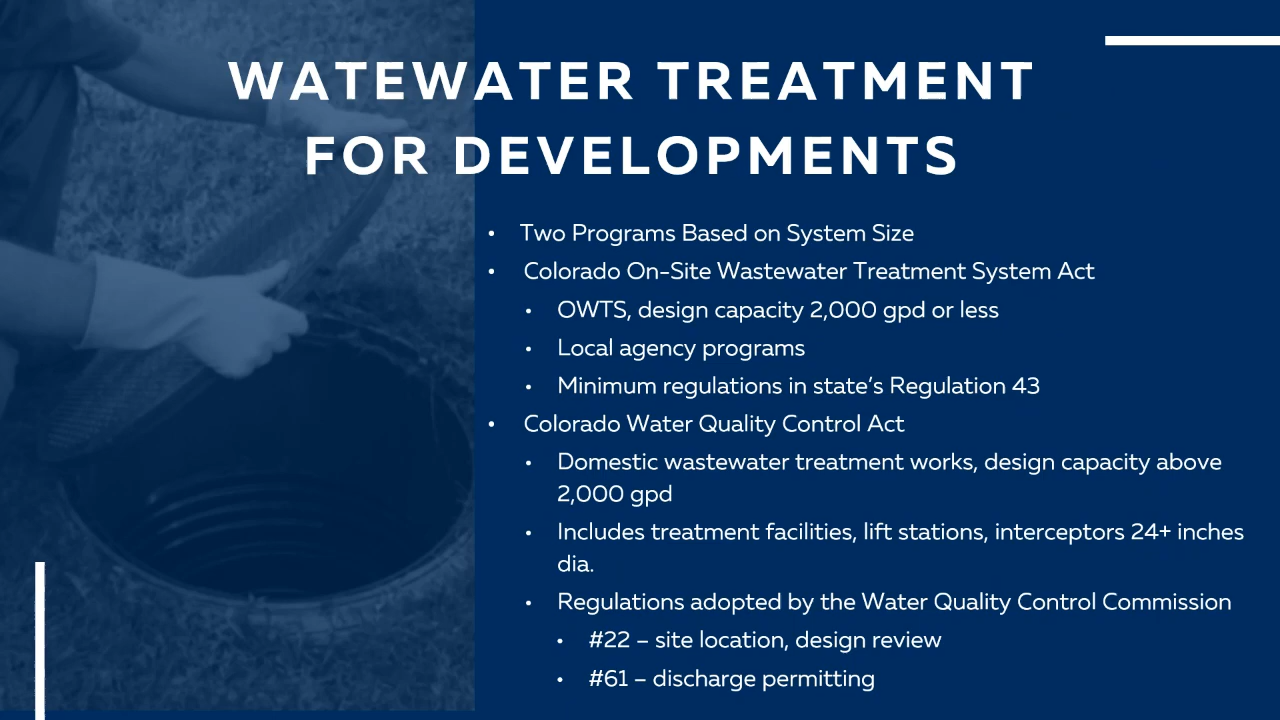 WATEWATER TREATMENT
FOR DEVELOPMENTS
• Two Programs Based on System Size
• Colorado On-Site Wastewater Treatment System Act
• OWTS, design capacity 2,000 gpd or less
• Local agency programs
• Minimum regulations in state's Regulation 43
• Colorado Water Quality Control Act
• Domestic wastewater treatment works, design capacity above
2,000 gpd
• Includes treatment facilities, lift stations, interceptors 24+ inches
dia.
• Regulations adopted by the Water Quality Control Commission
• #22 – site location, design review
• #61 – discharge permitting